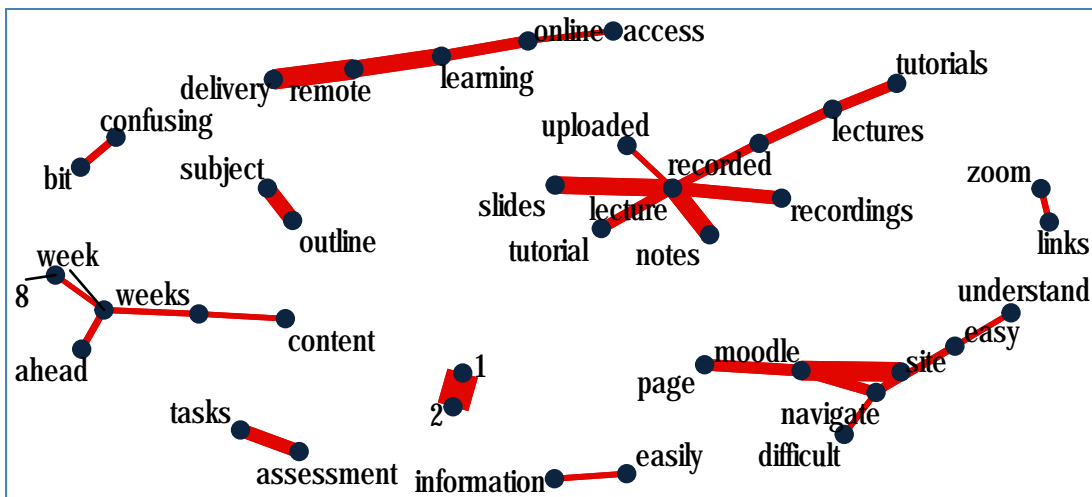 online access
delivery remote learning
tutorials
confusing
uploaded
lectures
bit
subject
recorded
zoom
slides
lecture
recordings
outline
tutorial
notes
links
week
8
weeks
understand
content
easy
ahead
moodle
site
1
page
2
navigate
tasks
difficult
assessment
easily
information